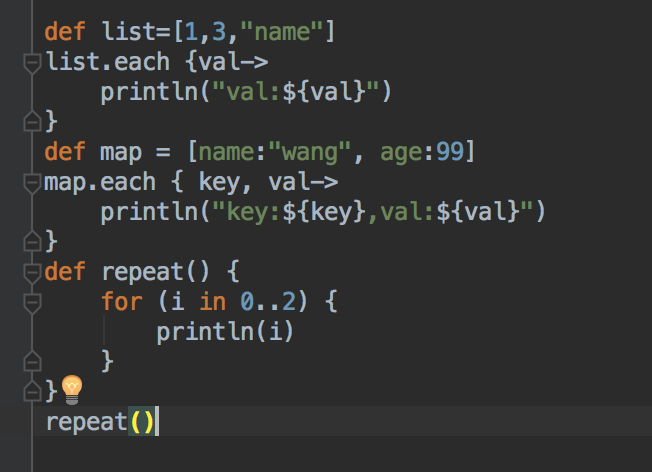 def list=[1,3,"name"]
list.each {val->
    println("val:${val}")
}
def map = [name:"wang", age:99]
map.each { key, val->
    println("key:${key},val:${val}")
}
def repeat() {
    for (i in 0..2) {
        println(i)
    }
}
repeat()